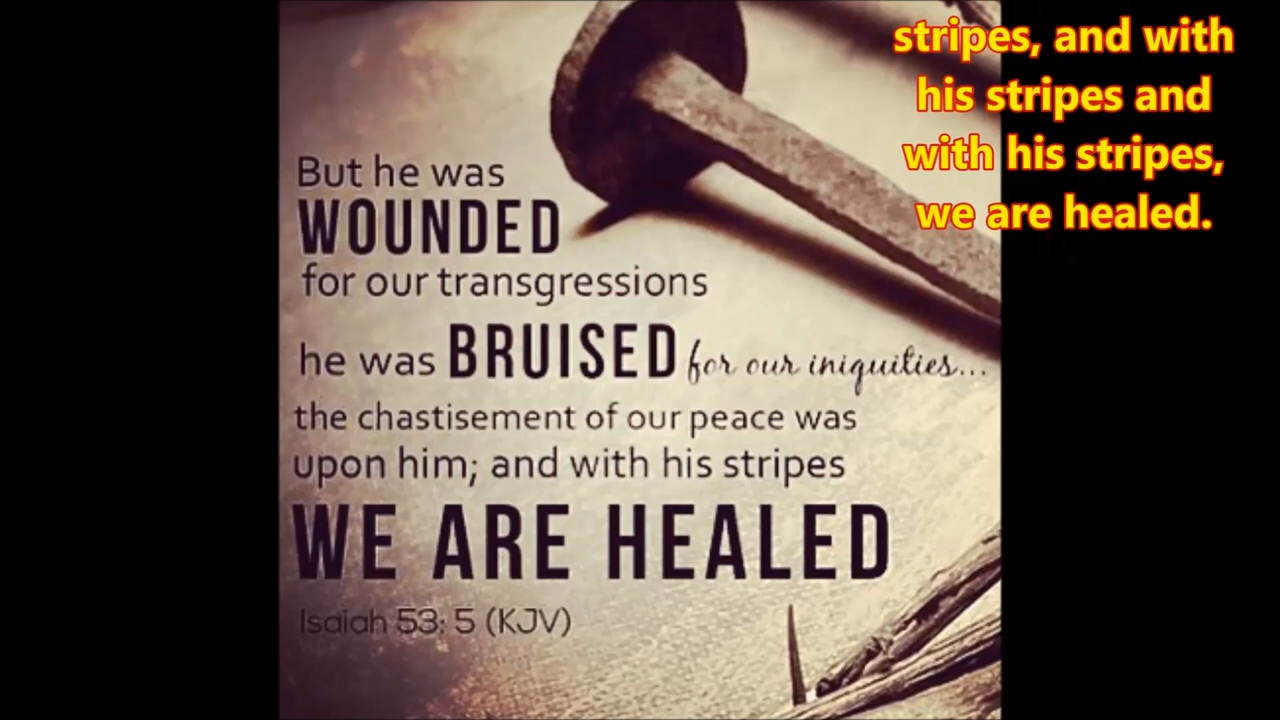 stripes, and with
his stripes and
with his stripes,
we are healed.
But he was
WOUNDED
for our transgressions
he was BRUISED for our iniquities...
the chastisement of our peace was
upon him; and with his stripes
WE ARE HEALED
Isaiah 53: 5 (KJV)